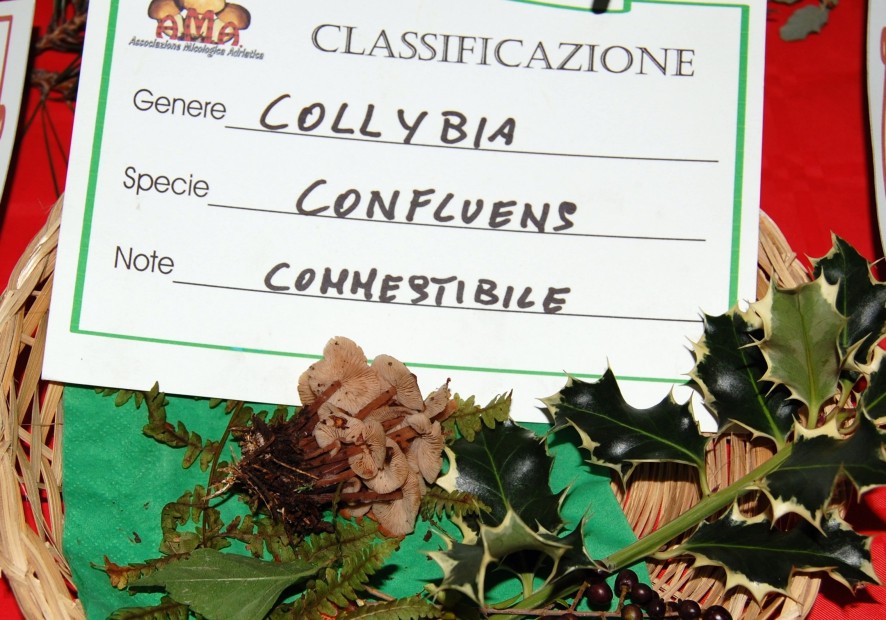 AMA
Associazione Micologica Adriatica
CLASSIFICAZIONE
Genere COLLYBIA
Specie CONFLUENS
Note COMMESTIBILE